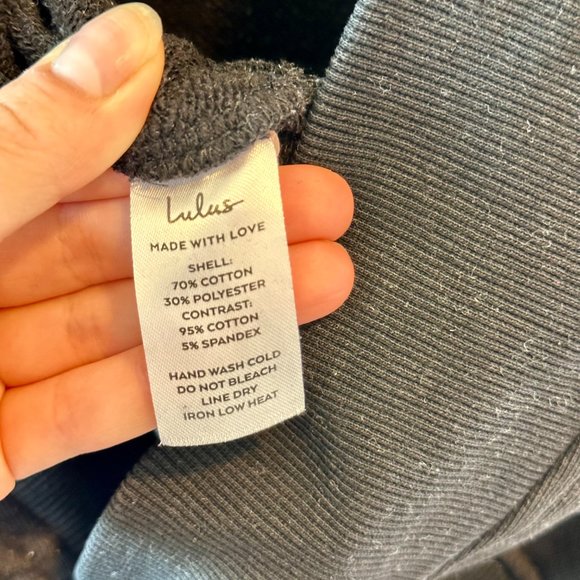 Lulus
MADE WITH LOVE
SHELL:
70% COTTON
30% POLYESTER
CONTRAST:
95% COTTON
5% SPANDEX
HAND WASH COLD
DO NOT BLEACH
LINE DRY
IRON LOW HEAT